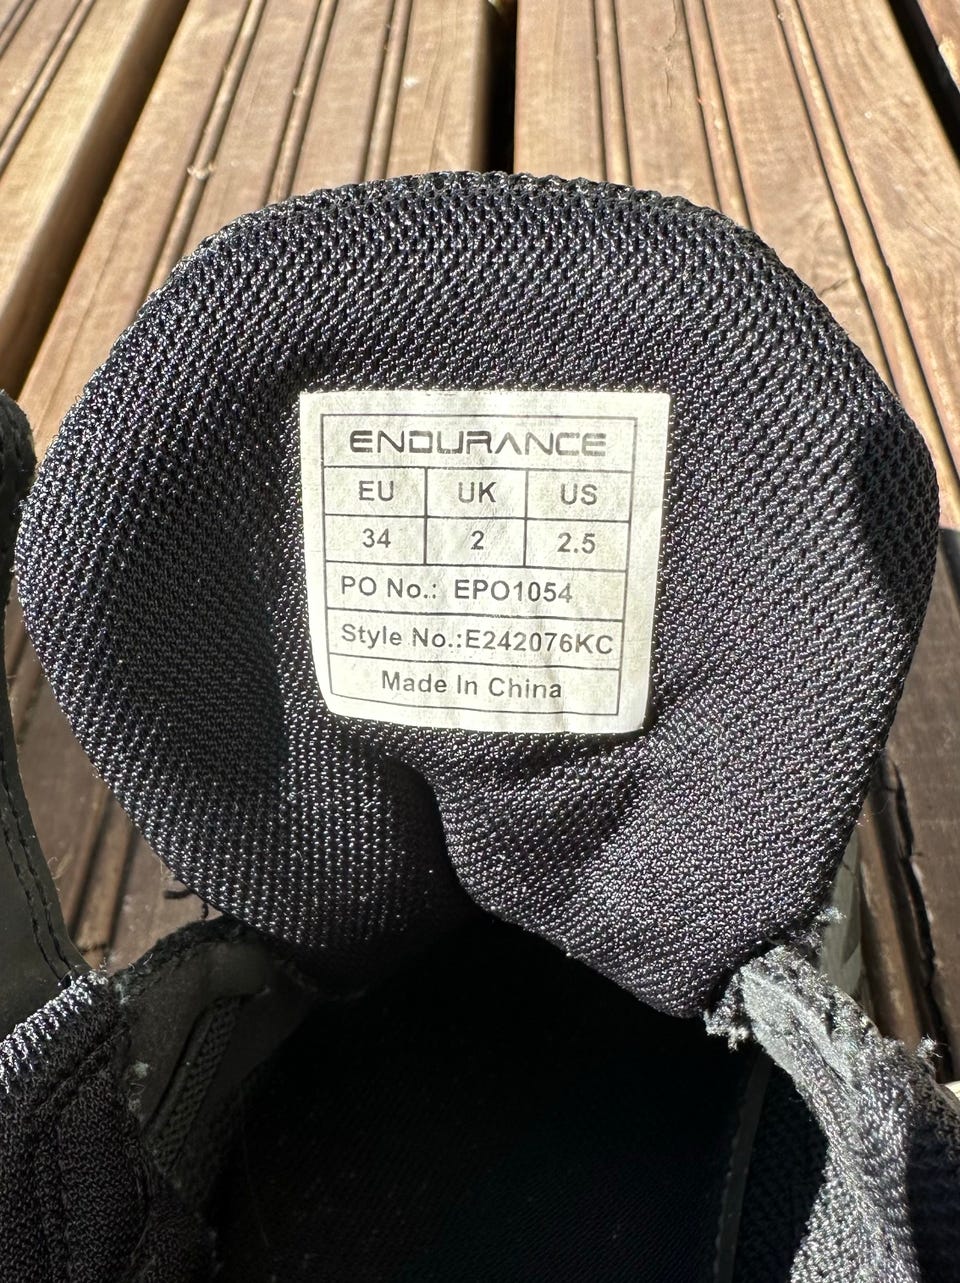 ENDURANCE
EU UK US
34 2 2.5
PO No.: EPO1054
Style No.:E242076KC
Made In China